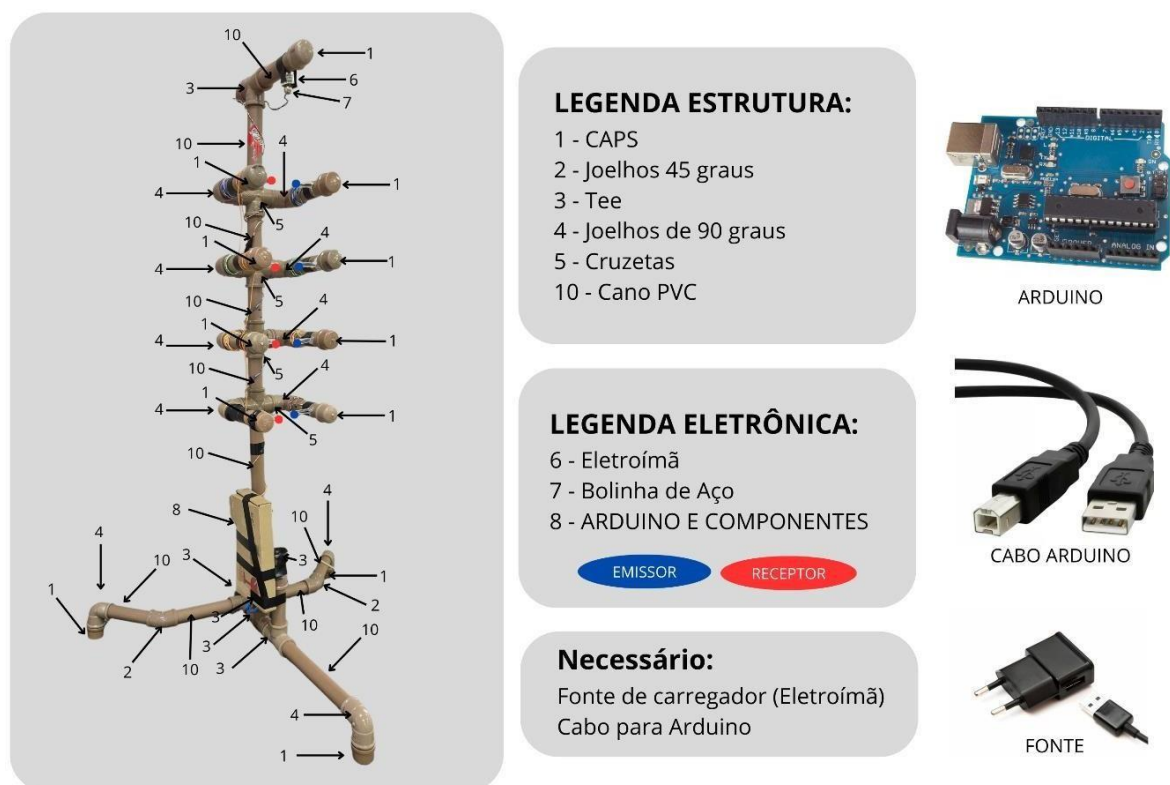 10
1
6
3
7
10
4
1
4
1
5
10
1
4
4
1
5
10
4
1
4
1
5
10
4
1
4
1
5
10
8
4
4
10
10
3
3
1
1
2
3
10
10
2
10
3
3
4
1
LEGENDA ESTRUTURA:
1 - CAPS
2 - Joelhos 45 graus
3 - Tee
4 - Joelhos de 90 graus
5 - Cruzetas
10 - Cano PVC
LEGENDA ELETRÔNICA:
6 - Eletroímã
7 - Bolinha de Aço
8 - ARDUINO E COMPONENTES
EMISSOR
RECEPTOR
Necessário:
Fonte de carregador (Eletroímã)
Cabo para Arduino
DIGITAL
ANALOG IN
ARDUINO
CABO ARDUINO
FONTE